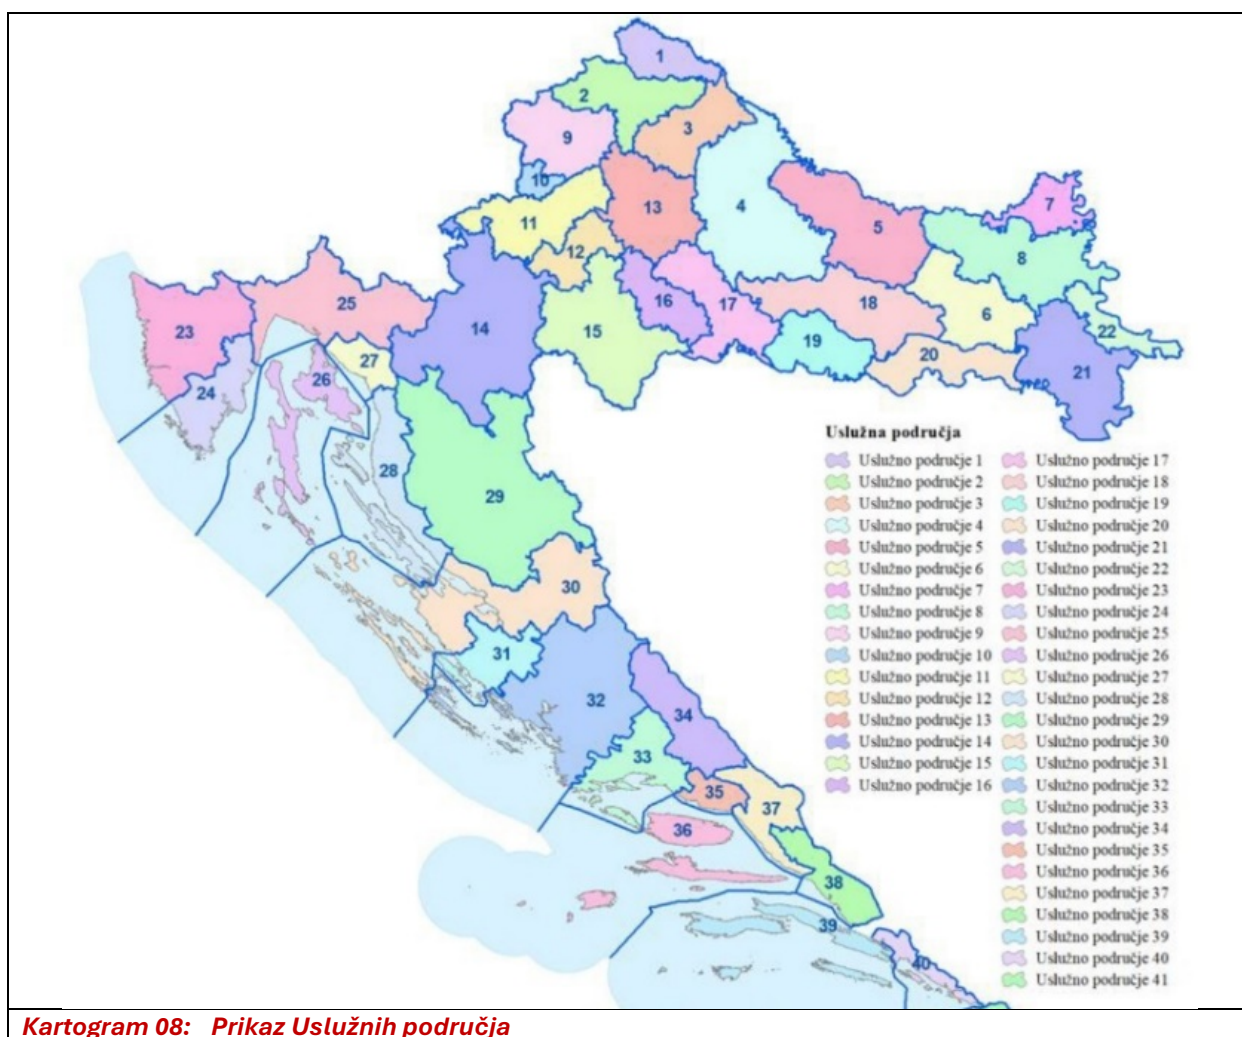 1
2
3
9
10
7
13
4
11
5
12
8
16
17
18
6
25
23
14
15
19
20
22
27
21
26
24
28
29
30
31
32
34
33
35
37
36
38
39
40
Uslužna područja
Uslužno područje 1
Uslužno područje 2
Uslužno područje 3
Uslužno područje 4
Uslužno područje 5
Uslužno područje 6
Uslužno područje 7
Uslužno područje 8
Uslužno područje 9
Uslužno područje 10
Uslužno područje 11
Uslužno područje 12
Uslužno područje 13
Uslužno područje 14
Uslužno područje 15
Uslužno područje 16
Uslužno područje 17
Uslužno područje 18
Uslužno područje 19
Uslužno područje 20
Uslužno područje 21
Uslužno područje 22
Uslužno područje 23
Uslužno područje 24
Uslužno područje 25
Uslužno područje 26
Uslužno područje 27
Uslužno područje 28
Uslužno područje 29
Uslužno područje 30
Uslužno područje 31
Uslužno područje 32
Uslužno područje 33
Uslužno područje 34
Uslužno područje 35
Uslužno područje 36
Uslužno područje 37
Uslužno područje 38
Uslužno područje 39
Uslužno područje 40
Uslužno područje 41
Kartogram 08: Prikaz Uslužnih područja